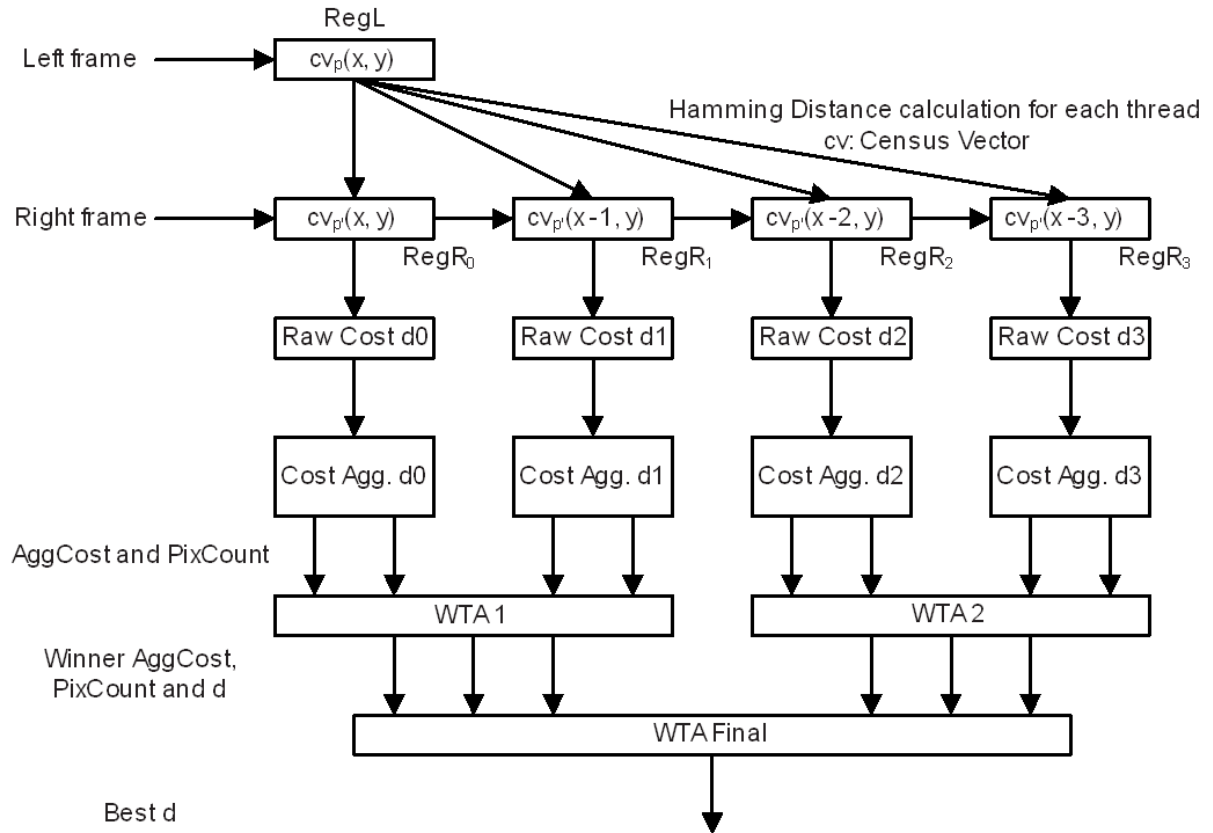 RegL
Left frame
cvₚ(x, y)
Hamming Distance calculation for each thread
cv: Census Vector
Right frame
cvₚ'(x, y)
cvₚ'(x-1, y)
cvₚ'(x-2, y)
cvₚ'(x-3, y)
RegR₀
RegR₁
RegR₂
RegR₃
Raw Cost d0
Raw Cost d1
Raw Cost d2
Raw Cost d3
Cost Agg. d0
Cost Agg. d1
Cost Agg. d2
Cost Agg. d3
AggCost and PixCount
WTA 1
WTA 2
Winner AggCost,
PixCount and d
WTA Final
Best d